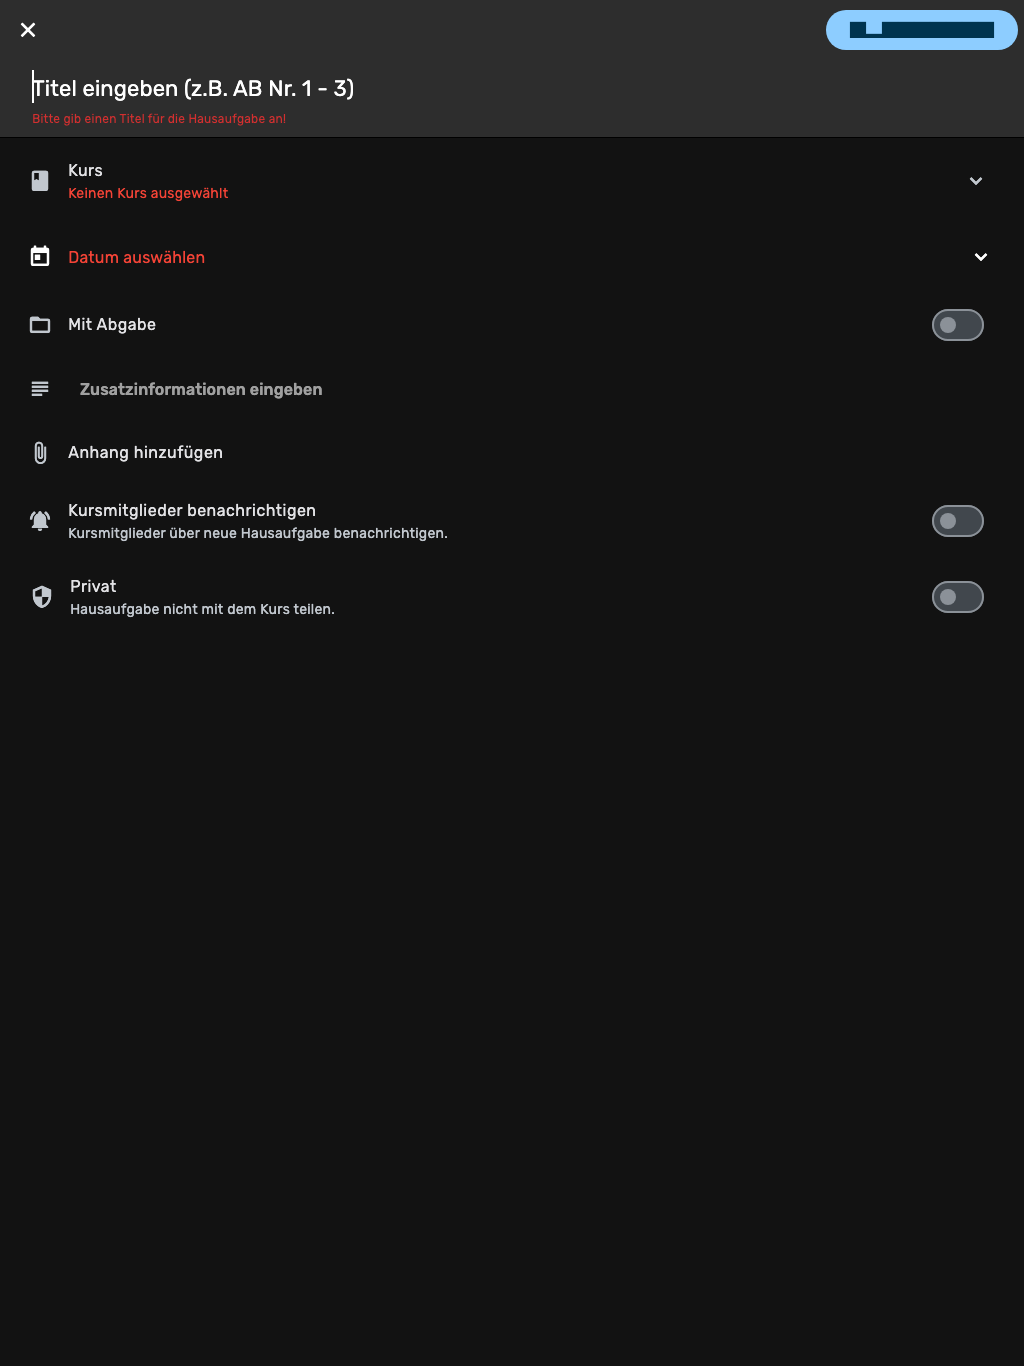 Titel eingeben (z.B. AB Nr. 1 - 3)
Bitte gib einen Titel für die Hausaufgabe an!
Kurs
Keinen Kurs ausgewählt
Datum auswählen
Mit Abgabe
Zusatzinformationen eingeben
Anhang hinzufügen
Kursmitglieder benachrichtigen
Kursmitglieder über neue Hausaufgabe benachrichtigen.
Privat
Hausaufgabe nicht mit dem Kurs teilen.